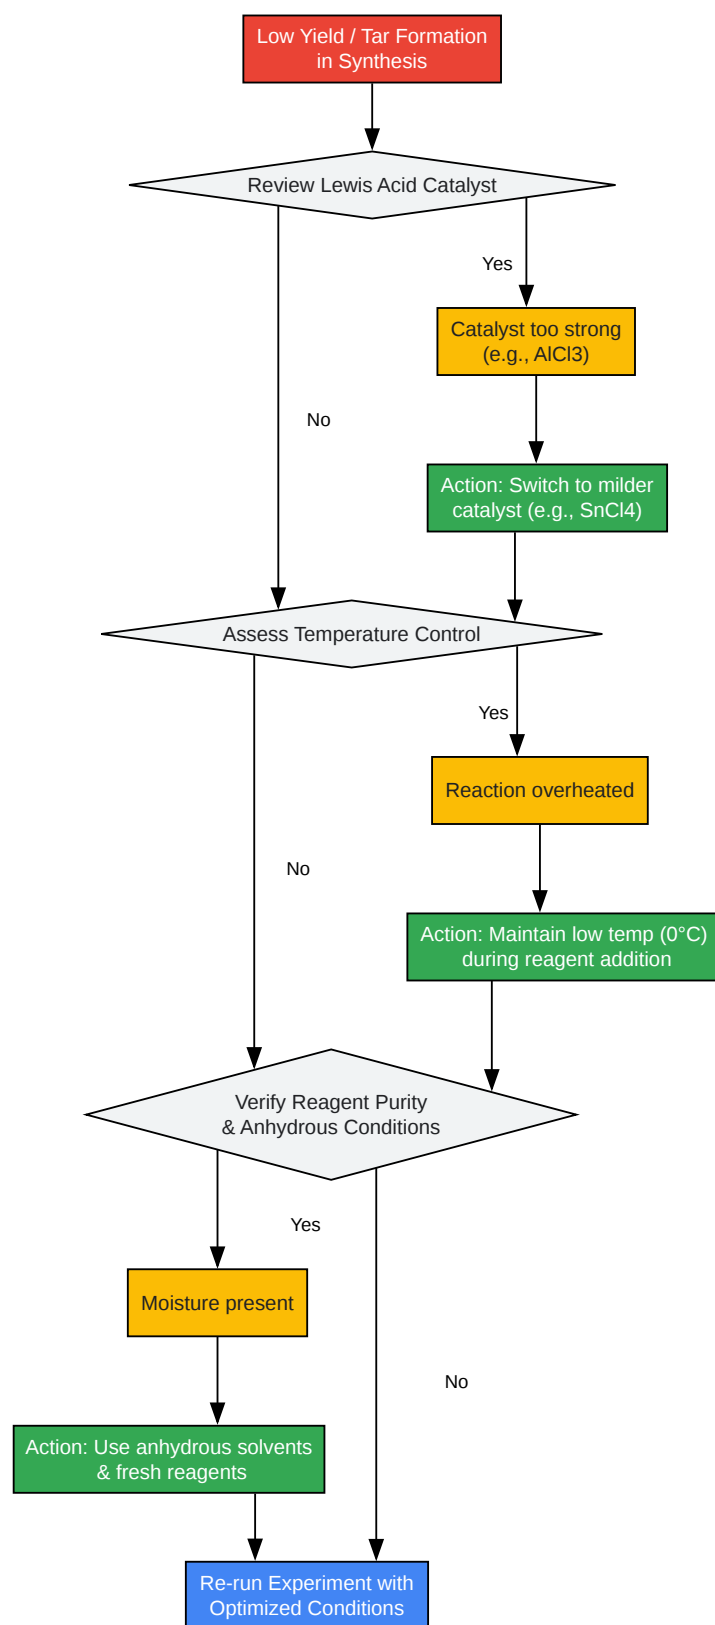 Low Yield / Tar Formation
in Synthesis
Review Lewis Acid Catalyst
Yes
Catalyst too strong
(e.g., AlCl3)
No
Action: Switch to milder
catalyst (e.g., SnCl4)
Assess Temperature Control
Yes
Reaction overheated
No
Action: Maintain low temp (0°C)
during reagent addition
Verify Reagent Purity
& Anhydrous Conditions
Yes
Moisture present
No
Action: Use anhydrous solvents
& fresh reagents
Re-run Experiment with
Optimized Conditions